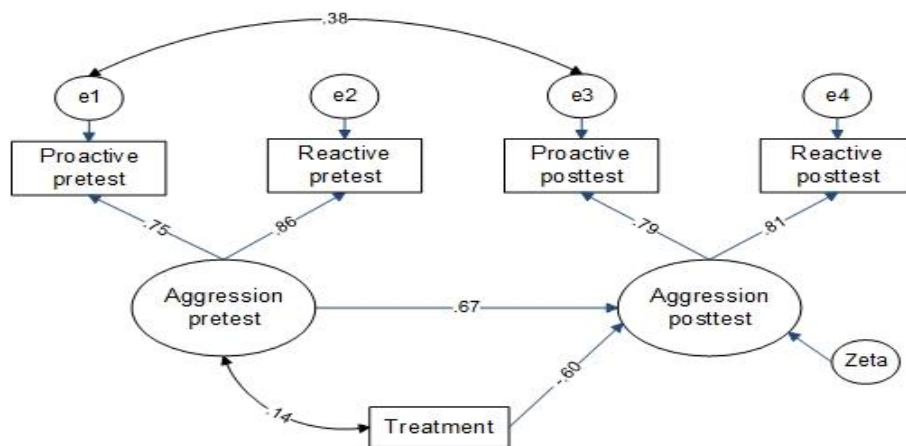 .38
e1
e2
e3
e4
Proactive
pretest
Reactive
pretest
Proactive
posttest
Reactive
posttest
.75
.86
.79
.81
Aggression
pretest
.67
Aggression
posttest
Zeta
-.60
.14
Treatment